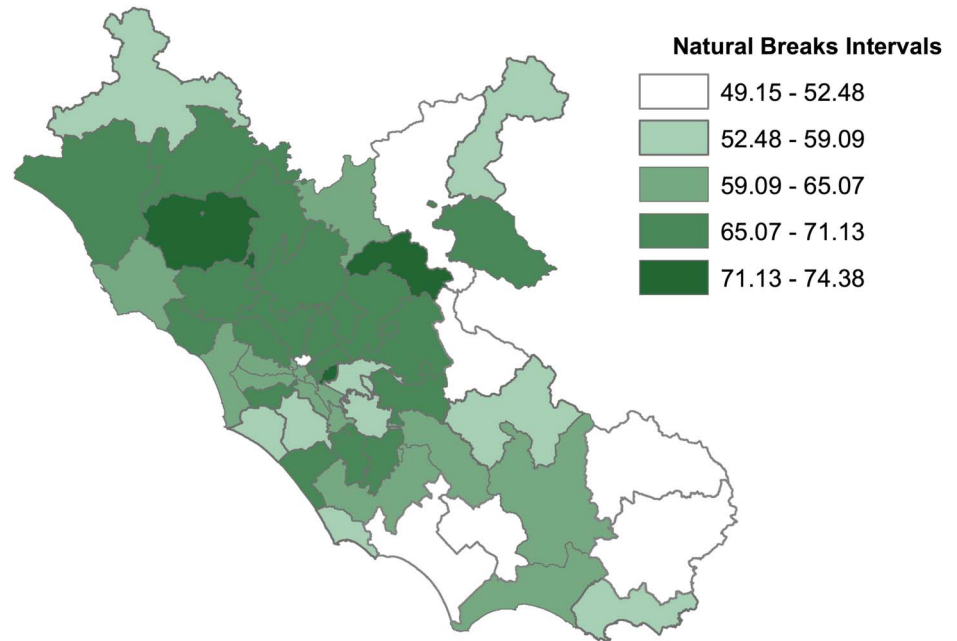 Natural Breaks Intervals
49.15 - 52.48
52.48 - 59.09
59.09 - 65.07
65.07 - 71.13
71.13 - 74.38